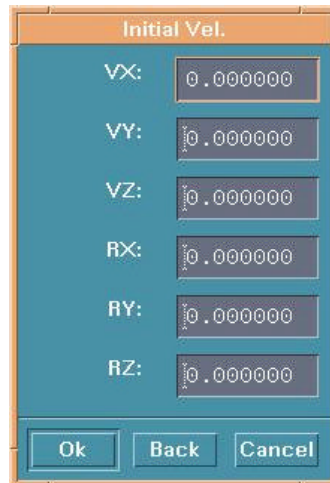 Initial Vel.
VX: 0.000000
VY: 0.000000
VZ: 0.000000
RX: 0.000000
RY: 0.000000
RZ: 0.000000
Ok Back Cancel